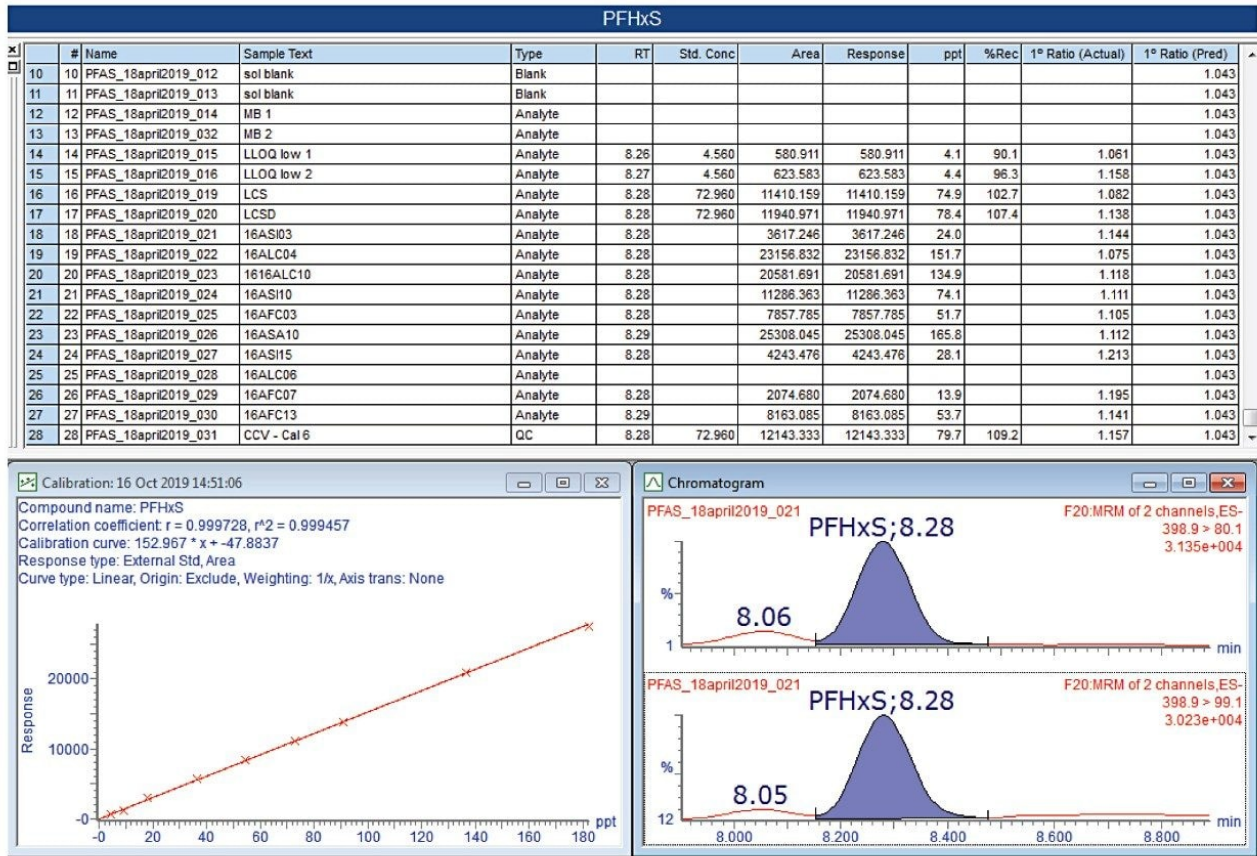 PFHxS
# Name Sample Text Type RT Std. Conc Area Response ppt %Rec 1º Ratio (Actual) 1º Ratio (Pred)
10 10 PFAS_18april2019_012 sol blank Blank 1.043
11 11 PFAS_18april2019_013 sol blank Blank 1.043
12 12 PFAS_18april2019_014 MB 1 Analyte 1.043
13 13 PFAS_18april2019_032 MB 2 Analyte 1.043
14 14 PFAS_18april2019_015 LLOQ low 1 Analyte 8.26 4.560 580.911 580.911 4.1 90.1 1.061 1.043
15 15 PFAS_18april2019_016 LLOQ low 2 Analyte 8.27 4.560 623.583 623.583 4.4 96.3 1.158 1.043
16 16 PFAS_18april2019_019 LCS Analyte 8.28 72.960 11410.159 11410.159 74.9 102.7 1.082 1.043
17 17 PFAS_18april2019_020 LCSD Analyte 8.28 72.960 11940.971 11940.971 78.4 107.4 1.138 1.043
18 18 PFAS_18april2019_021 16ASI03 Analyte 8.28 3617.246 3617.246 24.0 1.144 1.043
19 19 PFAS_18april2019_022 16ALC04 Analyte 8.28 23156.832 23156.832 151.7 1.075 1.043
20 20 PFAS_18april2019_023 1616ALC10 Analyte 8.28 20581.691 20581.691 134.9 1.118 1.043
21 21 PFAS_18april2019_024 16ASI10 Analyte 8.28 11286.363 11286.363 74.1 1.111 1.043
22 22 PFAS_18april2019_025 16AFC03 Analyte 8.28 7857.785 7857.785 51.7 1.105 1.043
23 23 PFAS_18april2019_026 16ASA10 Analyte 8.29 25308.045 25308.045 165.8 1.112 1.043
24 24 PFAS_18april2019_027 16ASI15 Analyte 8.28 4243.476 4243.476 28.1 1.213 1.043
25 25 PFAS_18april2019_028 16ALC06 Analyte 1.043
26 26 PFAS_18april2019_029 16AFC07 Analyte 8.28 2074.680 2074.680 13.9 1.195 1.043
27 27 PFAS_18april2019_030 16AFC13 Analyte 8.29 8163.085 8163.085 53.7 1.141 1.043
28 28 PFAS_18april2019_031 CCV - Cal 6 QC 8.28 72.960 12143.333 12143.333 79.7 109.2 1.157 1.043
Calibration: 16 Oct 2019 14:51:06
Compound name: PFHxS
Correlation coefficient: r = 0.999728, r^2 = 0.999457
Calibration curve: 152.967 * x + -47.8837
Response type: External Std, Area
Curve type: Linear, Origin: Exclude, Weighting: 1/x, Axis trans: None
Response
20000
10000
-0
-0 20 40 60 80 100 120 140 160 180 ppt
Chromatogram
PFAS_18april2019_021 F20:MRM of 2 channels,ES-
398.9 > 80.1
3.135e+004
PFHxS;8.28
8.06
%
1
min
PFAS_18april2019_021 F20:MRM of 2 channels,ES-
398.9 > 99.1
3.023e+004
PFHxS;8.28
8.05
%
12
min
8.000 8.200 8.400 8.600 8.800